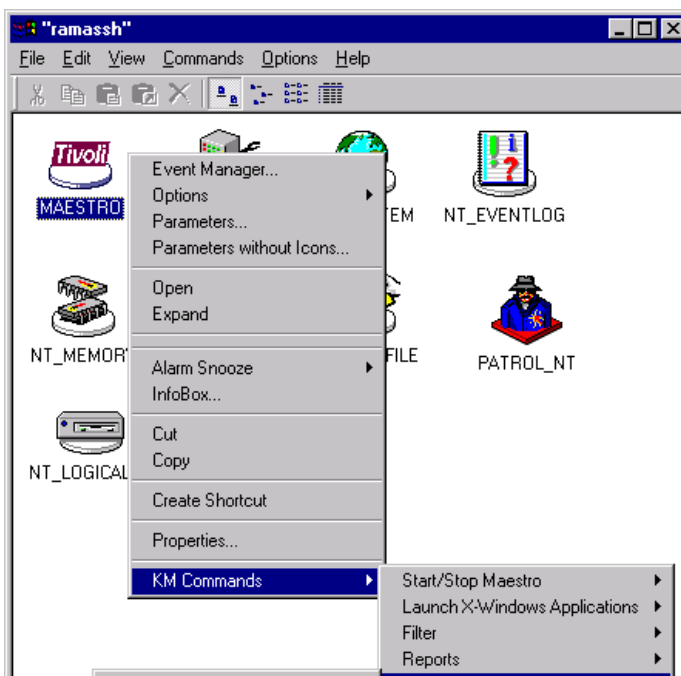 "ramassh"
File Edit View Commands Options Help
Tivoli
MAESTRO
EM
NT_EVENTLOG
Event Manager...
Options
Parameters...
Parameters without Icons...
Open
Expand
Alarm Snooze
InfoBox...
Cut
Copy
Create Shortcut
Properties...
KM Commands
NT_MEMOR
FILE
PATROL_NT
NT_LOGICAL
Start/Stop Maestro
Launch X-Windows Applications
Filter
Reports